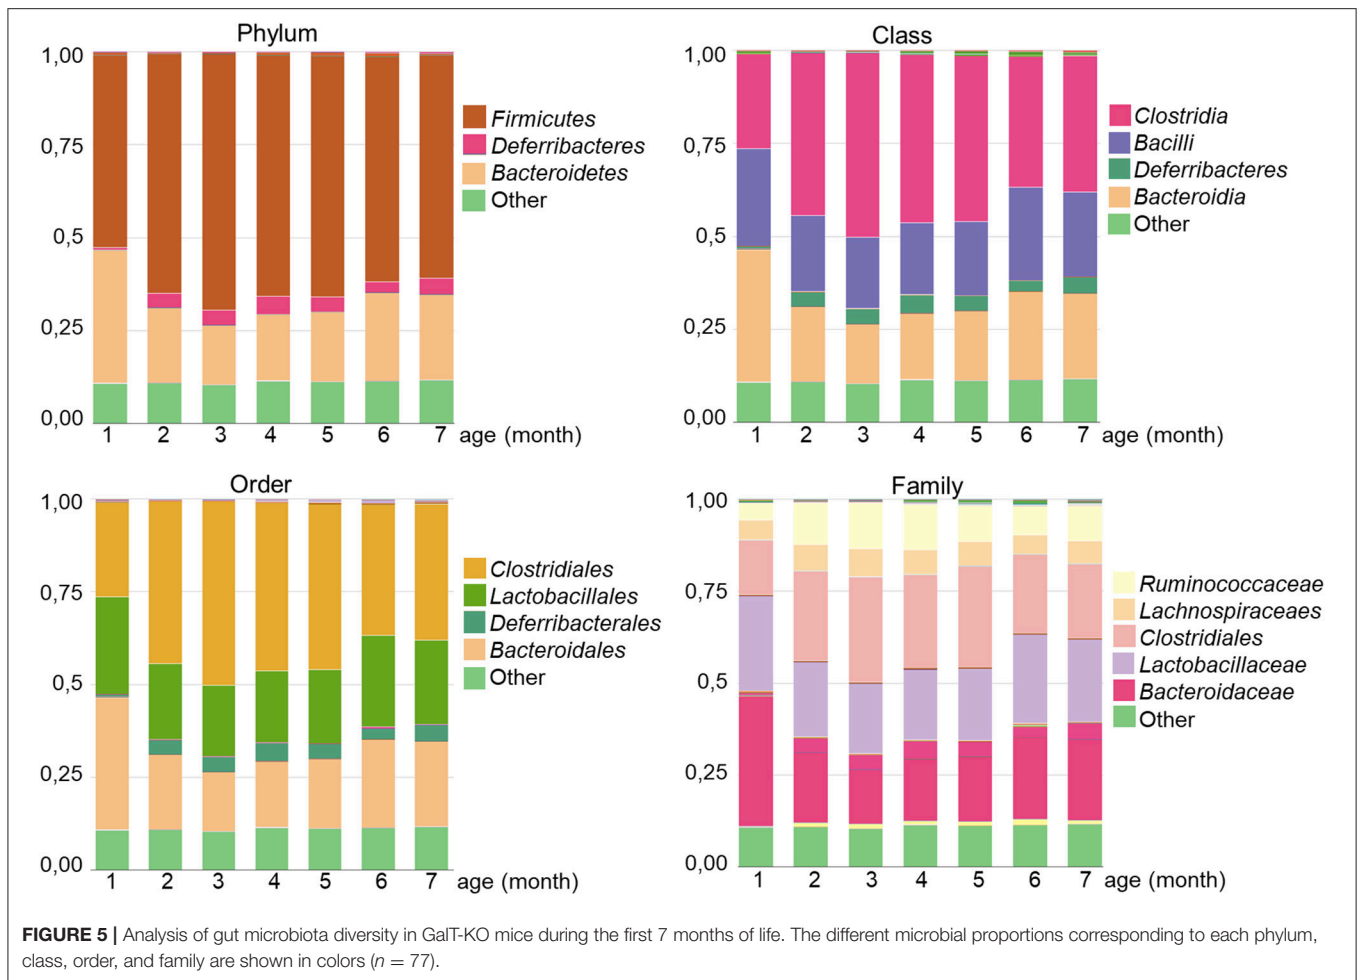 Phylum
1,00
0,75
0,5
0,25
0,00
1 2 3 4 5 6 7 age (month)
Firmicutes
Deferribacteres
Bacteroidetes
Other
Class
1,00
0,75
0,5
0,25
0,00
1 2 3 4 5 6 7 age (month)
Clostridia
Bacilli
Deferribacteres
Bacteroidia
Other
Order
1,00
0,75
0,5
0,25
0,00
1 2 3 4 5 6 7 age (month)
Clostridiales
Lactobacillales
Deferribacterales
Bacteroidales
Other
Family
1,00
0,75
0,5
0,25
0,00
1 2 3 4 5 6 7 age (month)
Ruminococcaceae
Lachnospiraceaes
Clostridiales
Lactobacillaceae
Bacteroidaceae
Other
FIGURE 5 | Analysis of gut microbiota diversity in GalT-KO mice during the first 7 months of life. The different microbial proportions corresponding to each phylum,
class, order, and family are shown in colors (n = 77).